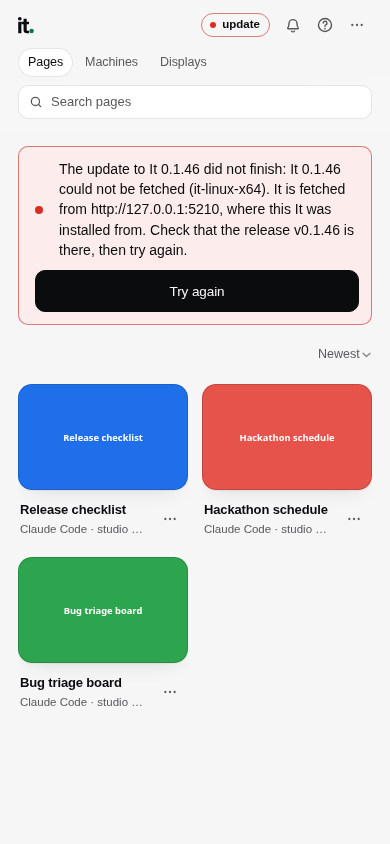 it.
update
Pages
Machines
Displays
Search pages
The update to It 0.1.46 did not finish: It 0.1.46
could not be fetched (it-linux-x64). It is fetched
from http://127.0.0.1:5210, where this It was
installed from. Check that the release v0.1.46 is
there, then try again.
Try again
Newest
Release checklist
Hackathon schedule
Release checklist
Claude Code · studio ...
Hackathon schedule
Claude Code · studio ...
Bug triage board
Bug triage board
Claude Code · studio ...